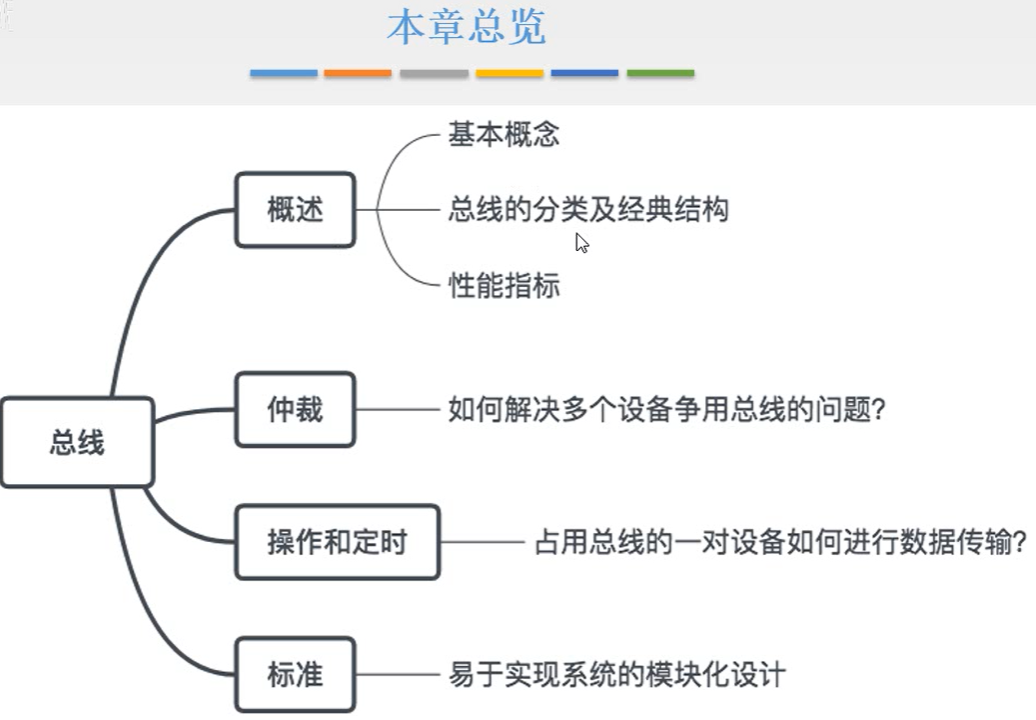 本章总览
基本概念
概述
总线的分类及经典结构
性能指标
仲裁
如何解决多个设备争用总线的问题?
总线
操作和定时
占用总线的一对设备如何进行数据传输?
标准
易于实现系统的模块化设计